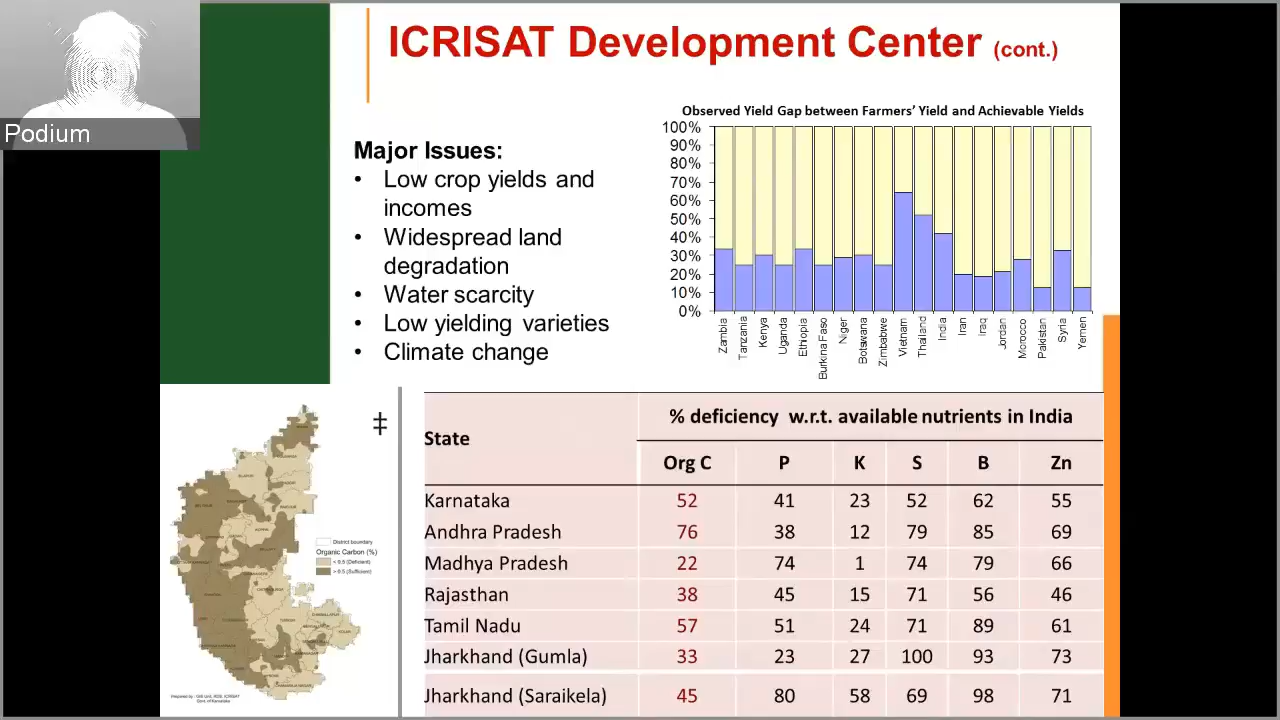 Podium
ICRISAT Development Center (cont.)
Major Issues:
• Low crop yields and
incomes
• Widespread land
degradation
• Water scarcity
• Low yielding varieties
• Climate change
Observed Yield Gap between Farmers' Yield and Achievable Yields
100%
90%
80%
70%
60%
50%
40%
30%
20%
10%
0%
Zambia
Tanzania
Kenya
Uganda
Ethiopia
Burkina Faso
Niger
Botswana
Zimbabwe
Vietnam
Thailand
India
Iran
Iraq
Jordan
Morocco
Pakistan
Syria
Yemen
‡
District boundary
Organic Carbon (%)
< 0.5 (Deficient)
> 0.5 (Sufficient)
State % deficiency w.r.t. available nutrients in India
Org C P K S B Zn
Karnataka 52 41 23 52 62 55
Andhra Pradesh 76 38 12 79 85 69
Madhya Pradesh 22 74 1 74 79 66
Rajasthan 38 45 15 71 56 46
Tamil Nadu 57 51 24 71 89 61
Jharkhand (Gumla) 33 23 27 100 93 73
Jharkhand (Saraikela) 45 80 58 69 98 71